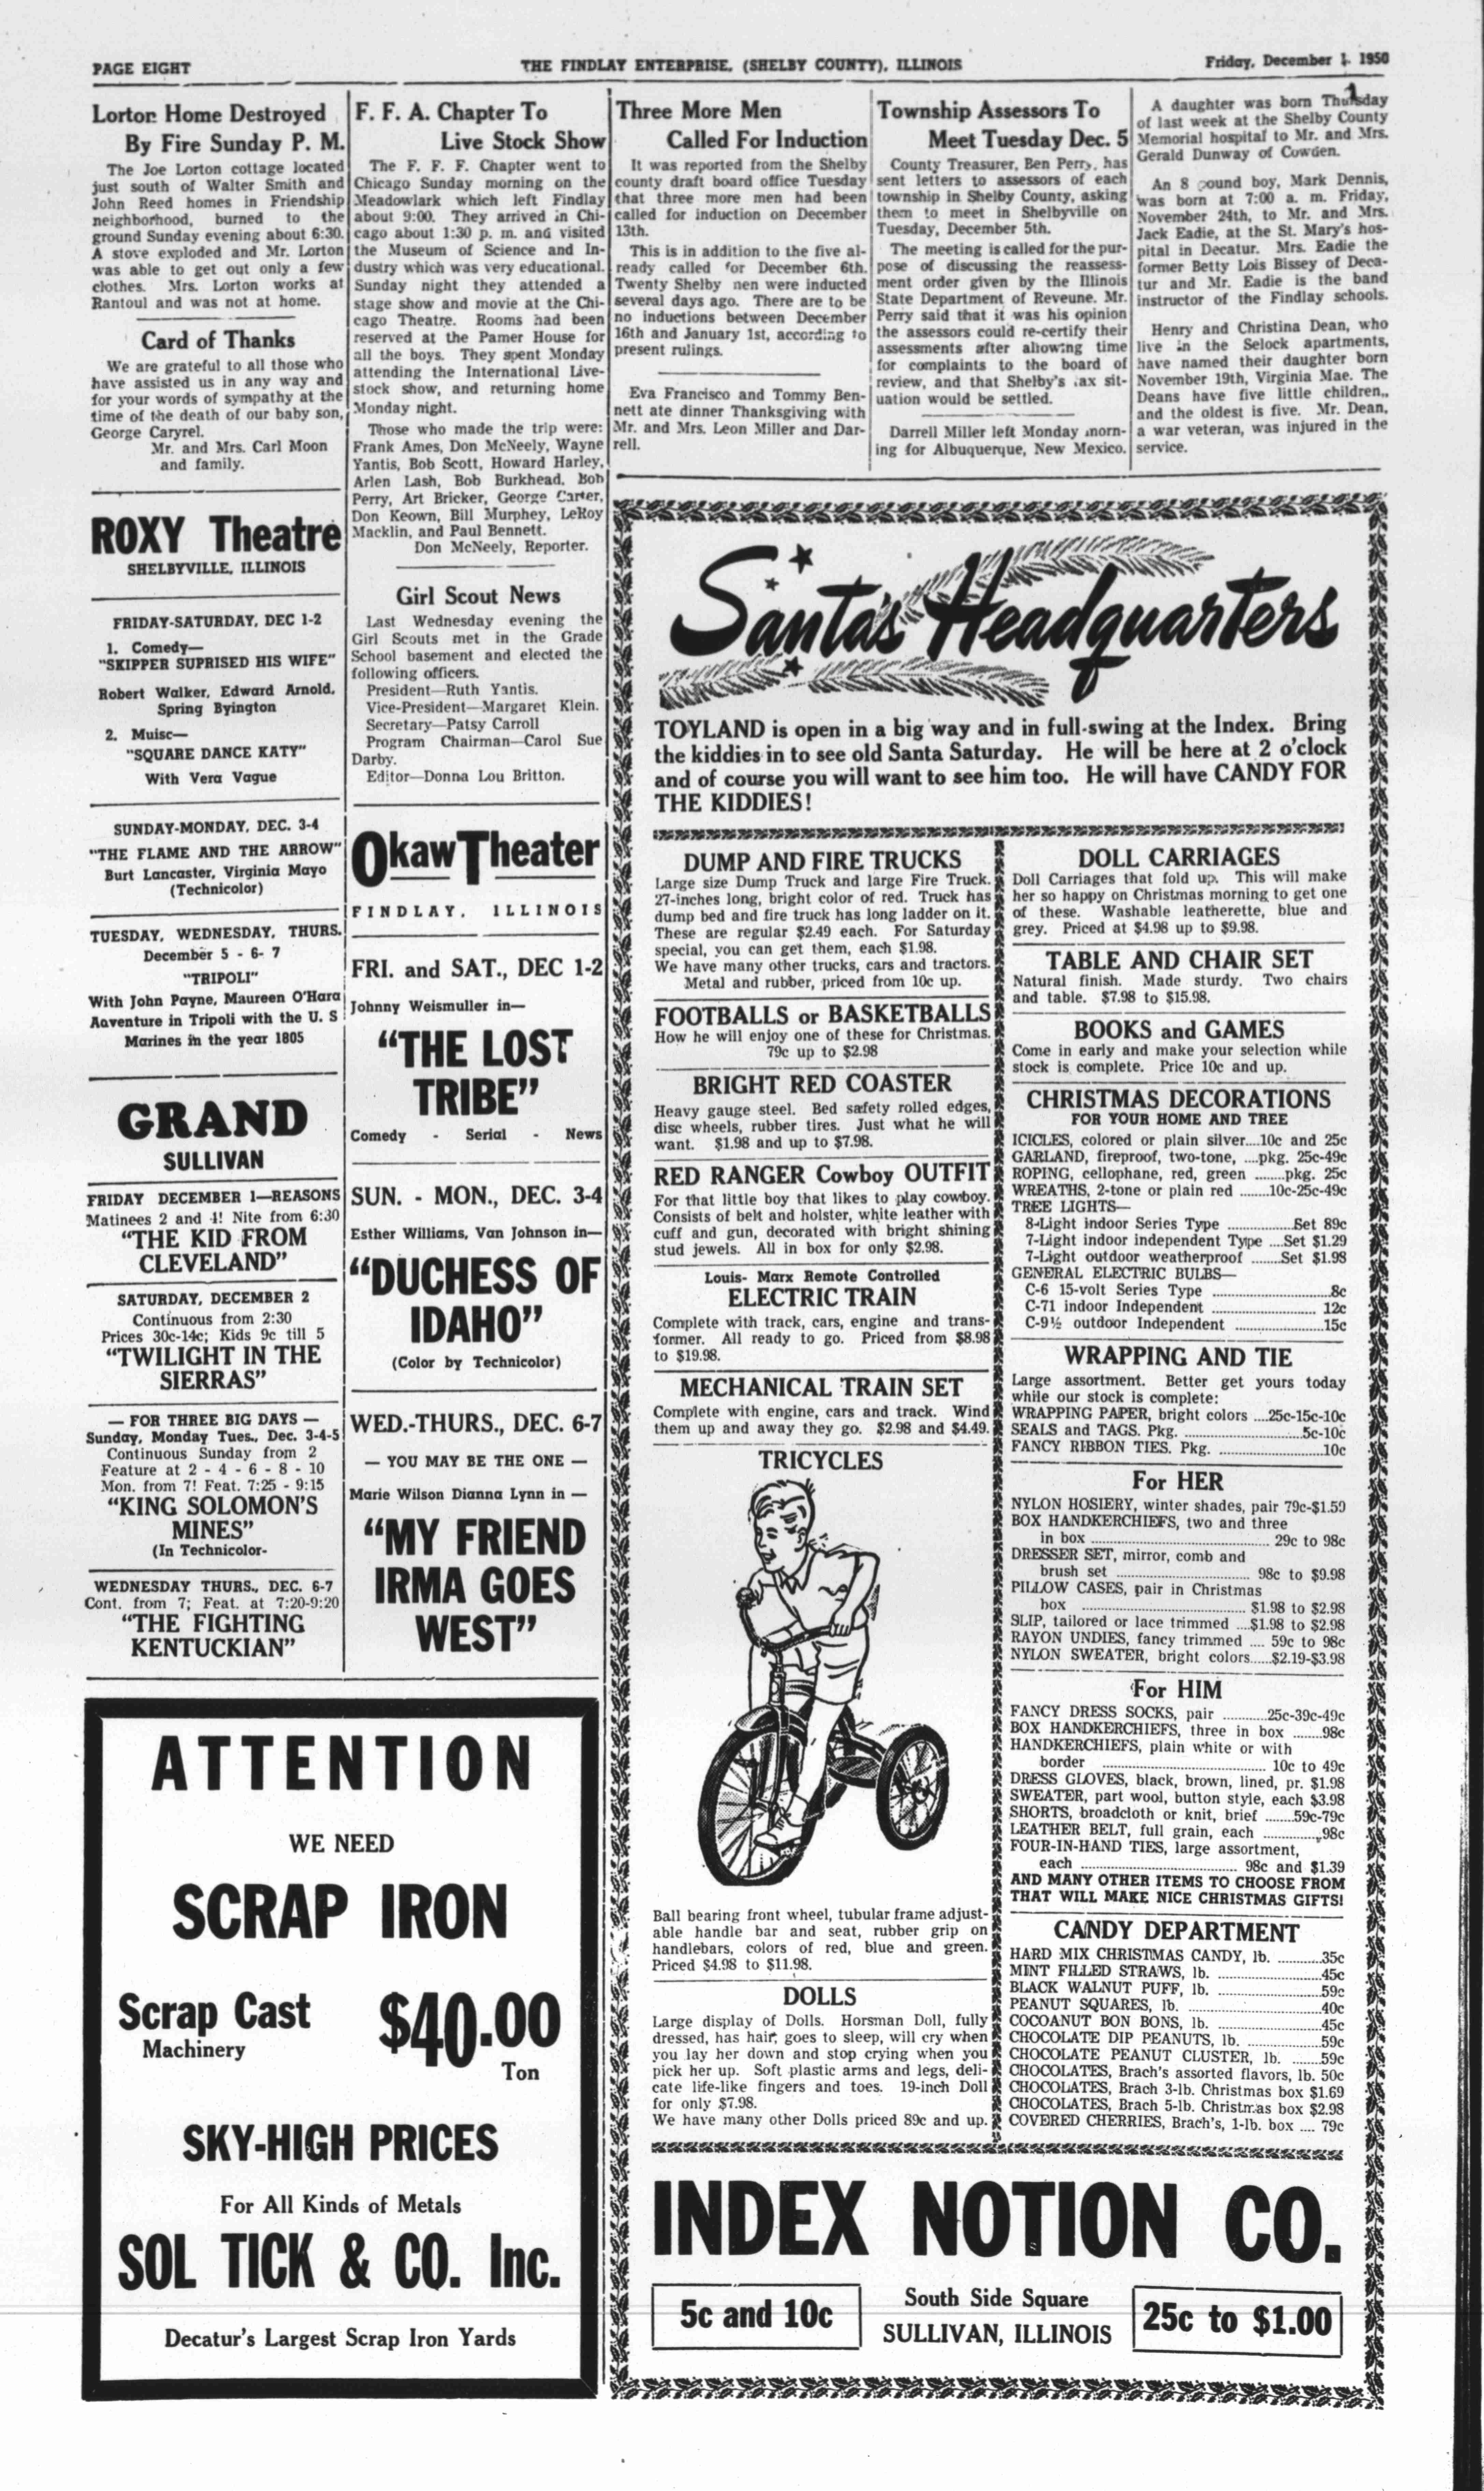 PAGE EIGHT
THE FINDLAY ENTERPRISE, (SHELBY COUNTY), ILLINOIS
Friday, December 1, 1950
Lorton Home Destroyed
By Fire Sunday P. M.
The Joe Lorton cottage located
just south of Walter Smith and
John Reed homes in Friendship
neighborhood, burned to the
ground Sunday evening about 6:30.
A stove exploded and Mr. Lorton
was able to get out only a few
clothes. Mrs. Lorton works at
Rantoul and was not at home.
Card of Thanks
We are grateful to all those who
have assisted us in any way and
for your words of sympathy at the
time of the death of our baby son,
George Caryrel.
Mr. and Mrs. Carl Moon
and family.
ROXY Theatre
SHELBYVILLE, ILLINOIS
FRIDAY-SATURDAY, DEC 1-2
1. Comedy—
"SKIPPER SUPRISED HIS WIFE"
Robert Walker, Edward Arnold,
Spring Byington
2. Muisc—
"SQUARE DANCE KATY"
With Vera Vague
SUNDAY-MONDAY, DEC. 3-4
"THE FLAME AND THE ARROW"
Burt Lancaster, Virginia Mayo
(Technicolor)
TUESDAY, WEDNESDAY, THURS.
December 5 - 6- 7
"TRIPOLI"
With John Payne, Maureen O'Hara
Aaventure in Tripoli with the U. S
Marines in the year 1805
GRAND
SULLIVAN
FRIDAY DECEMBER 1—REASONS
Matinees 2 and 4! Nite from 6:30
"THE KID FROM
CLEVELAND"
SATURDAY, DECEMBER 2
Continuous from 2:30
Prices 30c-14c; Kids 9c till 5
"TWILIGHT IN THE
SIERRAS"
— FOR THREE BIG DAYS —
Sunday, Monday Tues., Dec. 3-4-5
Continuous Sunday from 2
Feature at 2 - 4 - 6 - 8 - 10
Mon. from 7! Feat. 7:25 - 9:15
"KING SOLOMON'S
MINES"
(In Technicolor-
WEDNESDAY THURS., DEC. 6-7
Cont. from 7; Feat. at 7:20-9:20
"THE FIGHTING
KENTUCKIAN"
F. F. A. Chapter To
Live Stock Show
The F. F. F. Chapter went to
Chicago Sunday morning on the
Meadowlark which left Findlay
about 9:00. They arrived in Chi-
cago about 1:30 p. m. and visited
the Museum of Science and In-
dustry which was very educational.
Sunday night they attended a
stage show and movie at the Chi-
cago Theatre. Rooms had been
reserved at the Pamer House for
all the boys. They spent Monday
attending the International Live-
stock show, and returning home
Monday night.
Those who made the trip were:
Frank Ames, Don McNeely, Wayne
Yantis, Bob Scott, Howard Harley,
Arlen Lash, Bob Burkhead, Bob
Perry, Art Bricker, George Carter,
Don Keown, Bill Murphey, LeRoy
Macklin, and Paul Bennett.
Don McNeely, Reporter.
Girl Scout News
Last Wednesday evening the
Girl Scouts met in the Grade
School basement and elected the
following officers.
President—Ruth Yantis.
Vice-President—Margaret Klein.
Secretary—Patsy Carroll
Program Chairman—Carol Sue
Darby.
Editor—Donna Lou Britton.
Okaw Theater
FINDLAY, ILLINOIS
FRI. and SAT., DEC 1-2
Johnny Weismuller in—
"THE LOST
TRIBE"
Comedy - Serial - News
SUN. - MON., DEC. 3-4
Esther Williams, Van Johnson in—
"DUCHESS OF
IDAHO"
(Color by Technicolor)
WED.-THURS., DEC. 6-7
— YOU MAY BE THE ONE —
Marie Wilson Dianna Lynn in —
"MY FRIEND
IRMA GOES
WEST"
ATTENTION
WE NEED
SCRAP IRON
Scrap Cast $40.00
Machinery
Ton
SKY-HIGH PRICES
For All Kinds of Metals
SOL TICK & CO. Inc.
Decatur's Largest Scrap Iron Yards
Three More Men
Called For Induction
It was reported from the Shelby
county draft board office Tuesday
that three more men had been
called for induction on December
13th.
This is in addition to the five al-
ready called for December 6th.
Twenty Shelby men were inducted
several days ago. There are to be
no inductions between December
16th and January 1st, according to
present rulings.
Eva Francisco and Tommy Ben-
nett ate dinner Thanksgiving with
Mr. and Mrs. Leon Miller and Dar-
rell.
Township Assessors To
Meet Tuesday Dec. 5
County Treasurer, Ben Perry, has
sent letters to assessors of each
township in Shelby County, asking
them to meet in Shelbyville on
Tuesday, December 5th.
The meeting is called for the pur-
pose of discussing the reassess-
ment order given by the Illinois
State Department of Reveune. Mr.
Perry said that it was his opinion
the assessors could re-certify their
assessments after allowing time
for complaints to the board of
review, and that Shelby's tax sit-
uation would be settled.
Darrell Miller left Monday morn-
ing for Albuquerque, New Mexico.
A daughter was born Thursday
of last week at the Shelby County
Memorial hospital to Mr. and Mrs.
Gerald Dunway of Cowden.
An 8 pound boy, Mark Dennis,
was born at 7:00 a. m. Friday,
November 24th, to Mr. and Mrs.
Jack Eadie, at the St. Mary's hos-
pital in Decatur. Mrs. Eadie the
former Betty Lois Bissey of Deca-
tur and Mr. Eadie is the band
instructor of the Findlay schools.
Henry and Christina Dean, who
live in the Selock apartments,
have named their daughter born
November 19th, Virginia Mae. The
Deans have five little children.,
and the oldest is five. Mr. Dean,
a war veteran, was injured in the
service.
Santa's Headquarters
TOYLAND is open in a big way and in full-swing at the Index. Bring
the kiddies in to see old Santa Saturday. He will be here at 2 o'clock
and of course you will want to see him too. He will have CANDY FOR
THE KIDDIES!
DUMP AND FIRE TRUCKS
Large size Dump Truck and large Fire Truck.
27-inches long, bright color of red. Truck has
dump bed and fire truck has long ladder on it.
These are regular $2.49 each. For Saturday
special, you can get them, each $1.98.
We have many other trucks, cars and tractors.
Metal and rubber, priced from 10c up.
FOOTBALLS or BASKETBALLS
How he will enjoy one of these for Christmas.
79c up to $2.98
BRIGHT RED COASTER
Heavy gauge steel. Bed safety rolled edges,
disc wheels, rubber tires. Just what he will
want. $1.98 and up to $7.98.
RED RANGER Cowboy OUTFIT
For that little boy that likes to play cowboy.
Consists of belt and holster, white leather with
cuff and gun, decorated with bright shining
stud jewels. All in box for only $2.98.
Louis- Marx Remote Controlled
ELECTRIC TRAIN
Complete with track, cars, engine and trans-
former. All ready to go. Priced from $8.98
to $19.98.
MECHANICAL TRAIN SET
Complete with engine, cars and track. Wind
them up and away they go. $2.98 and $4.49.
TRICYCLES
Ball bearing front wheel, tubular frame adjust-
able handle bar and seat, rubber grip on
handlebars, colors of red, blue and green.
Priced $4.98 to $11.98.
DOLLS
Large display of Dolls. Horsman Doll, fully
dressed, has hair, goes to sleep, will cry when
you lay her down and stop crying when you
pick her up. Soft plastic arms and legs, deli-
cate life-like fingers and toes. 19-inch Doll
for only $7.98.
We have many other Dolls priced 89c and up.
DOLL CARRIAGES
Doll Carriages that fold up. This will make
her so happy on Christmas morning to get one
of these. Washable leatherette, blue and
grey. Priced at $4.98 up to $9.98.
TABLE AND CHAIR SET
Natural finish. Made sturdy. Two chairs
and table. $7.98 to $15.98.
BOOKS and GAMES
Come in early and make your selection while
stock is complete. Price 10c and up.
CHRISTMAS DECORATIONS
FOR YOUR HOME AND TREE
ICICLES, colored or plain silver....10c and 25c
GARLAND, fireproof, two-tone, ....pkg. 25c-49c
ROPING, cellophane, red, green ........pkg. 25c
WREATHS, 2-tone or plain red ........10c-25c-49c
TREE LIGHTS—
8-Light indoor Series Type ................Set 89c
7-Light indoor independent Type ....Set $1.29
7-Light outdoor weatherproof ........Set $1.98
GENERAL ELECTRIC BULBS—
C-6 15-volt Series Type ..............................8c
C-71 indoor Independent .......................... 12c
C-9½ outdoor Independent ......................15c
WRAPPING AND TIE
Large assortment. Better get yours today
while our stock is complete:
WRAPPING PAPER, bright colors ....25c-15c-10c
SEALS and TAGS. Pkg. .............................5c-10c
FANCY RIBBON TIES. Pkg. ..........................10c
For HER
NYLON HOSIERY, winter shades, pair 79c-$1.59
BOX HANDKERCHIEFS, two and three
in box ............................................ 29c to 98c
DRESSER SET, mirror, comb and
brush set ................................. 98c to $9.98
PILLOW CASES, pair in Christmas
box ........................................ $1.98 to $2.98
SLIP, tailored or lace trimmed ....$1.98 to $2.98
RAYON UNDIES, fancy trimmed .... 59c to 98c
NYLON SWEATER, bright colors......$2.19-$3.98
For HIM
FANCY DRESS SOCKS, pair ...........25c-39c-49c
BOX HANDKERCHIEFS, three in box ........98c
HANDKERCHIEFS, plain white or with
border ........................................ 10c to 49c
DRESS GLOVES, black, brown, lined, pr. $1.98
SWEATER, part wool, button style, each $3.98
SHORTS, broadcloth or knit, brief .......59c-79c
LEATHER BELT, full grain, each ..............98c
FOUR-IN-HAND TIES, large assortment,
each ....................................... 98c and $1.39
AND MANY OTHER ITEMS TO CHOOSE FROM
THAT WILL MAKE NICE CHRISTMAS GIFTS!
CANDY DEPARTMENT
HARD MIX CHRISTMAS CANDY, lb. ...........35c
MINT FILLED STRAWS, lb. ..........................45c
BLACK WALNUT PUFF, lb. ..........................59c
PEANUT SQUARES, lb. .................................40c
COCOANUT BON BONS, lb. .........................45c
CHOCOLATE DIP PEANUTS, lb. ..................59c
CHOCOLATE PEANUT CLUSTER, lb. ........59c
CHOCOLATES, Brach's assorted flavors, lb. 50c
CHOCOLATES, Brach 3-lb. Christmas box $1.69
CHOCOLATES, Brach 5-lb. Christmas box $2.98
COVERED CHERRIES, Brach's, 1-lb. box .... 79c
INDEX NOTION CO.
5c and 10c
South Side Square
SULLIVAN, ILLINOIS
25c to $1.00